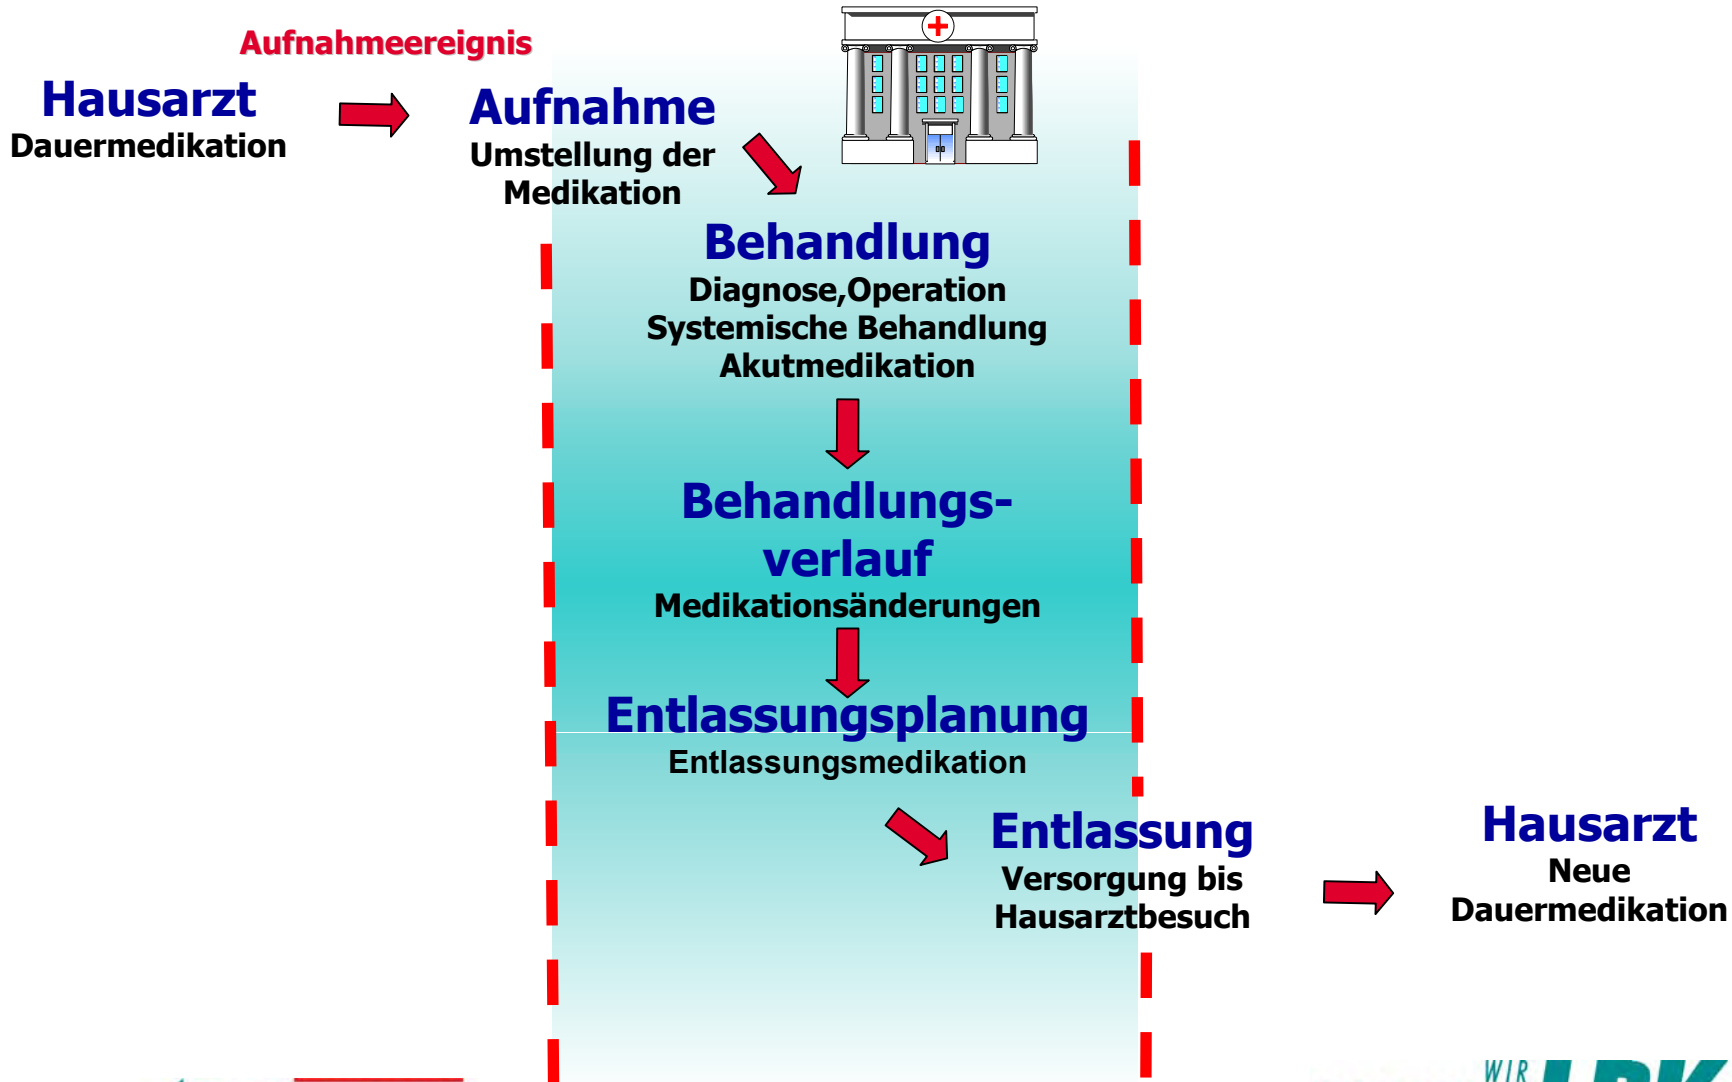 Aufnahmeereignis
Hausarzt
Dauermedikation
Aufnahme
Umstellung der
Medikation
Behandlung
Diagnose,Operation
Systemische Behandlung
Akutmedikation
Behandlungs-
verlauf
Medikationsänderungen
Entlassungsplanung
Entlassungsmedikation
Entlassung
Versorgung bis
Hausarztbesuch
Hausarzt
Neue
Dauermedikation
WIR